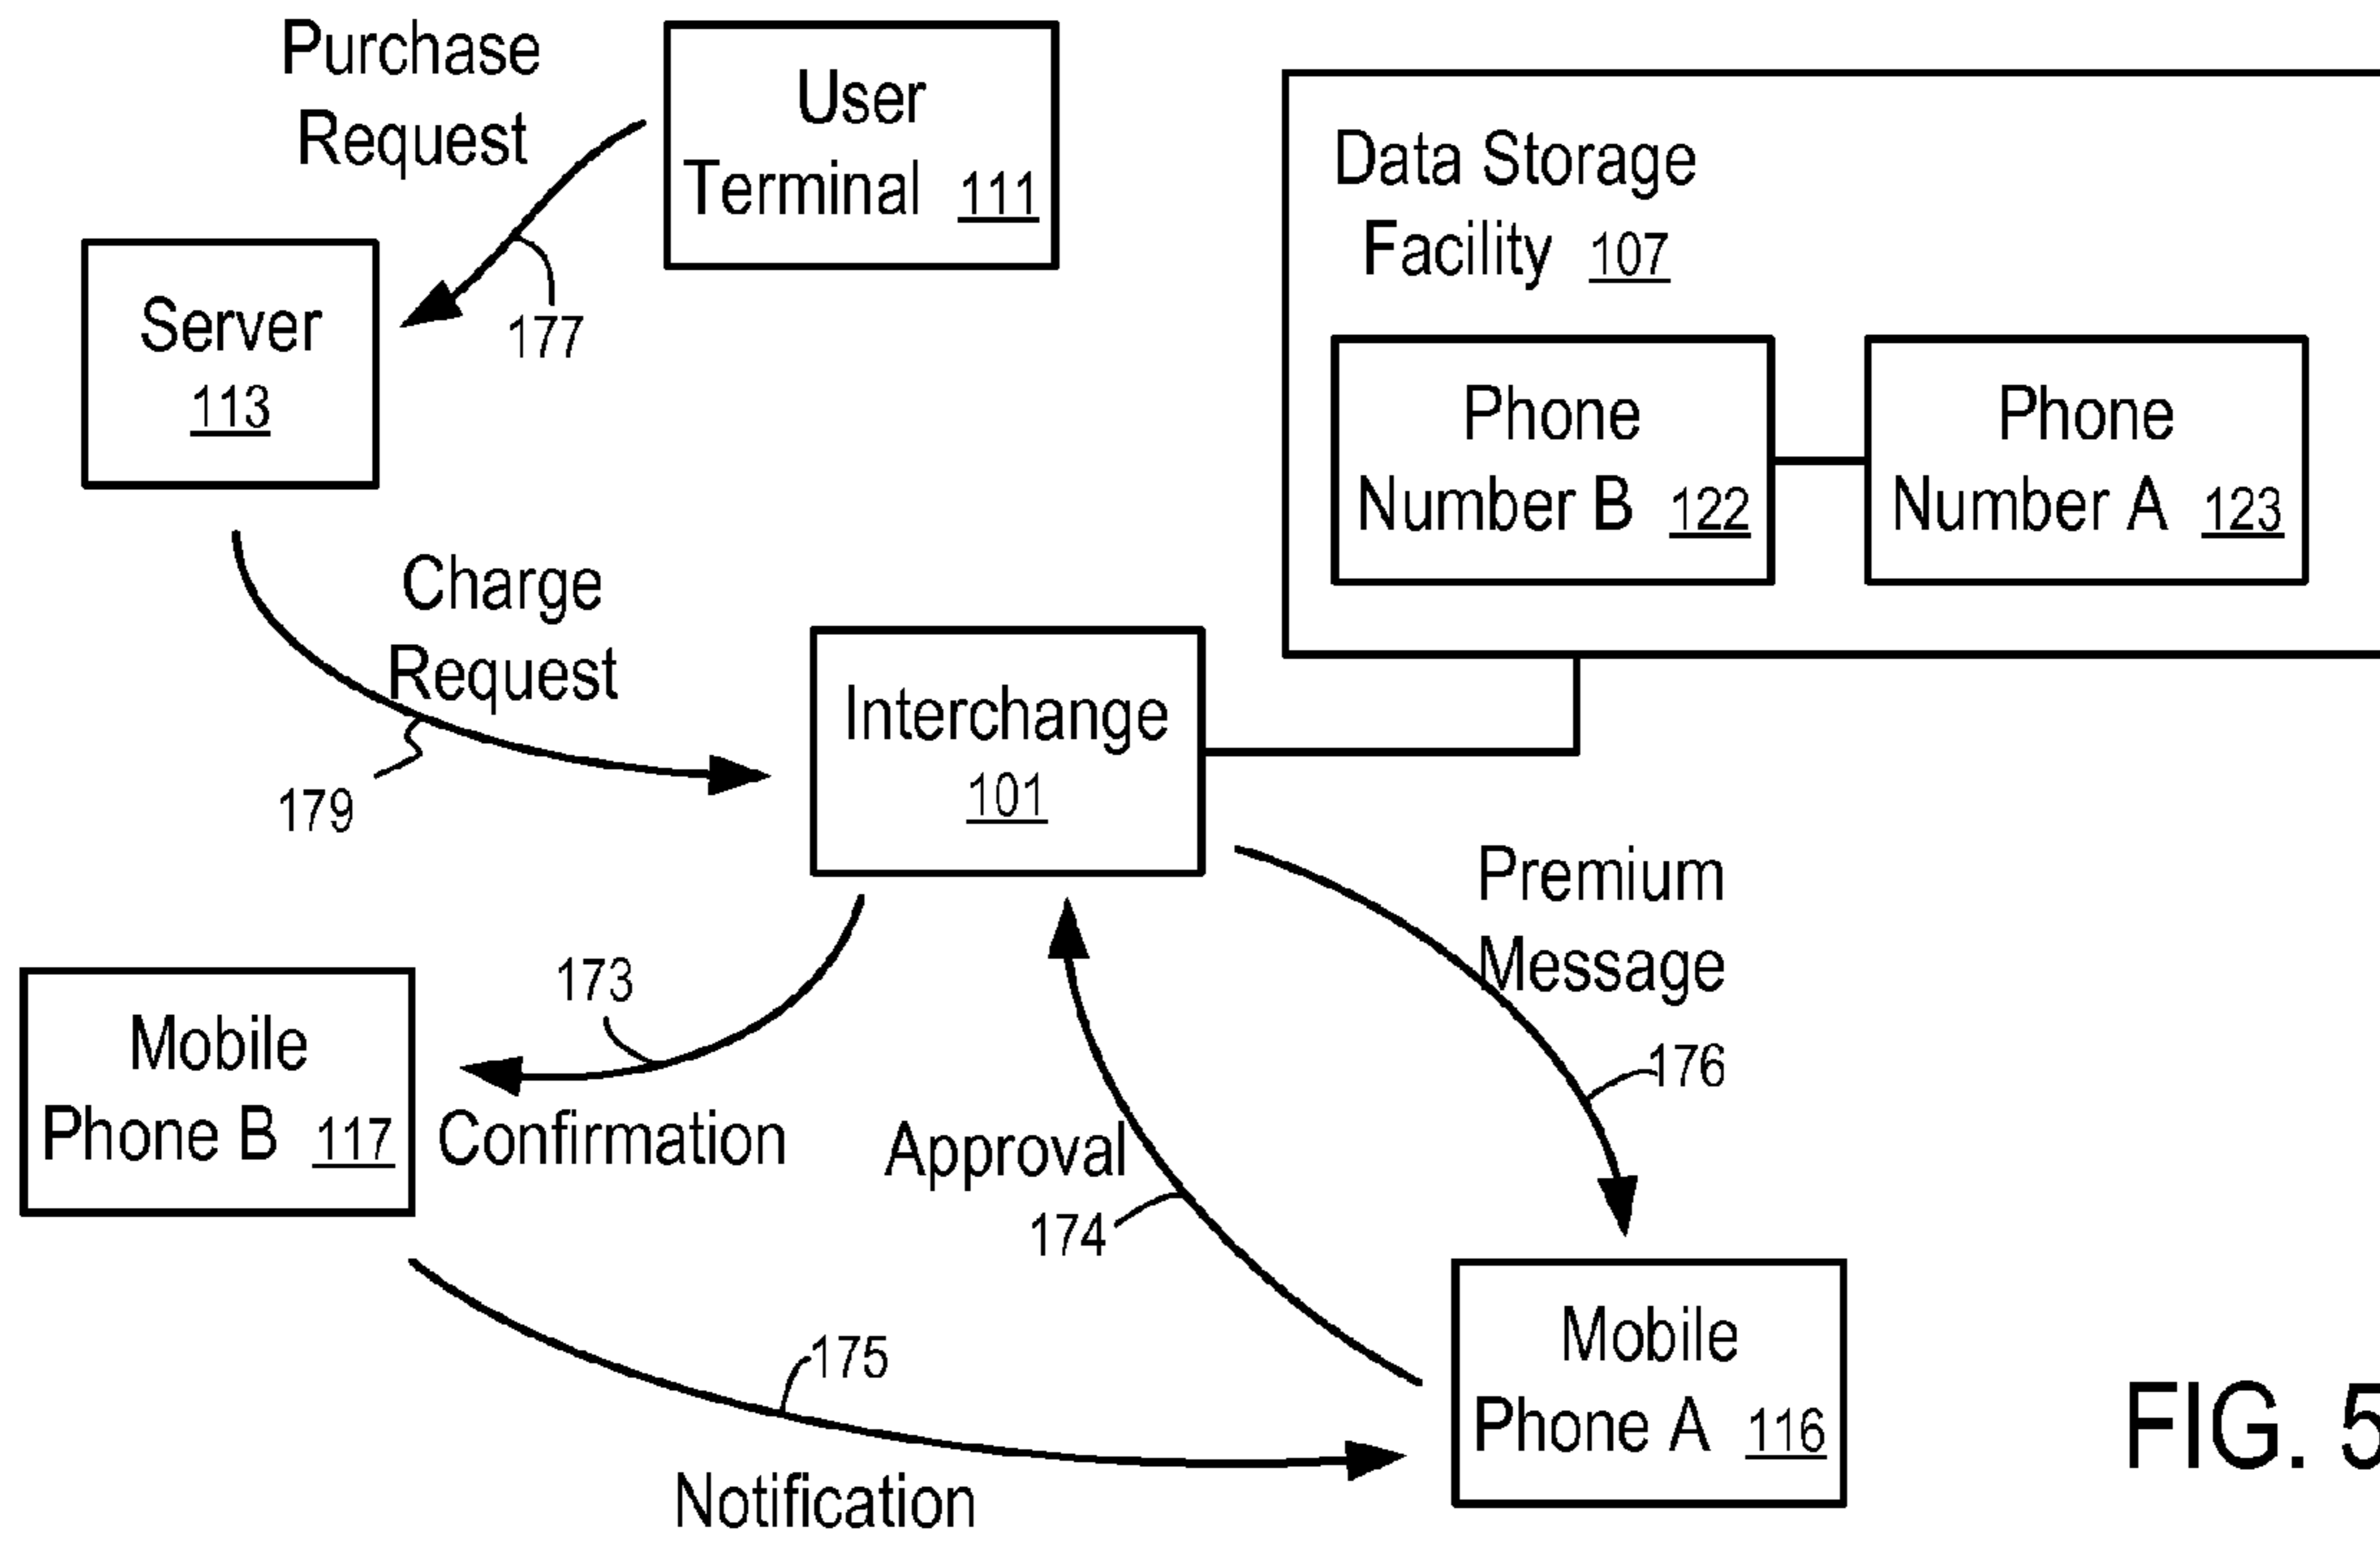 Purchase
Request
User
Terminal 111
177
Server
113
Data Storage
Facility 107
Phone
Number B 122
Phone
Number A 123
Charge
Request
179
Interchange
101
Premium
Message
176
173
Mobile
Phone B 117
Confirmation
Approval
174
175
Notification
Mobile
Phone A 116
FIG. 5